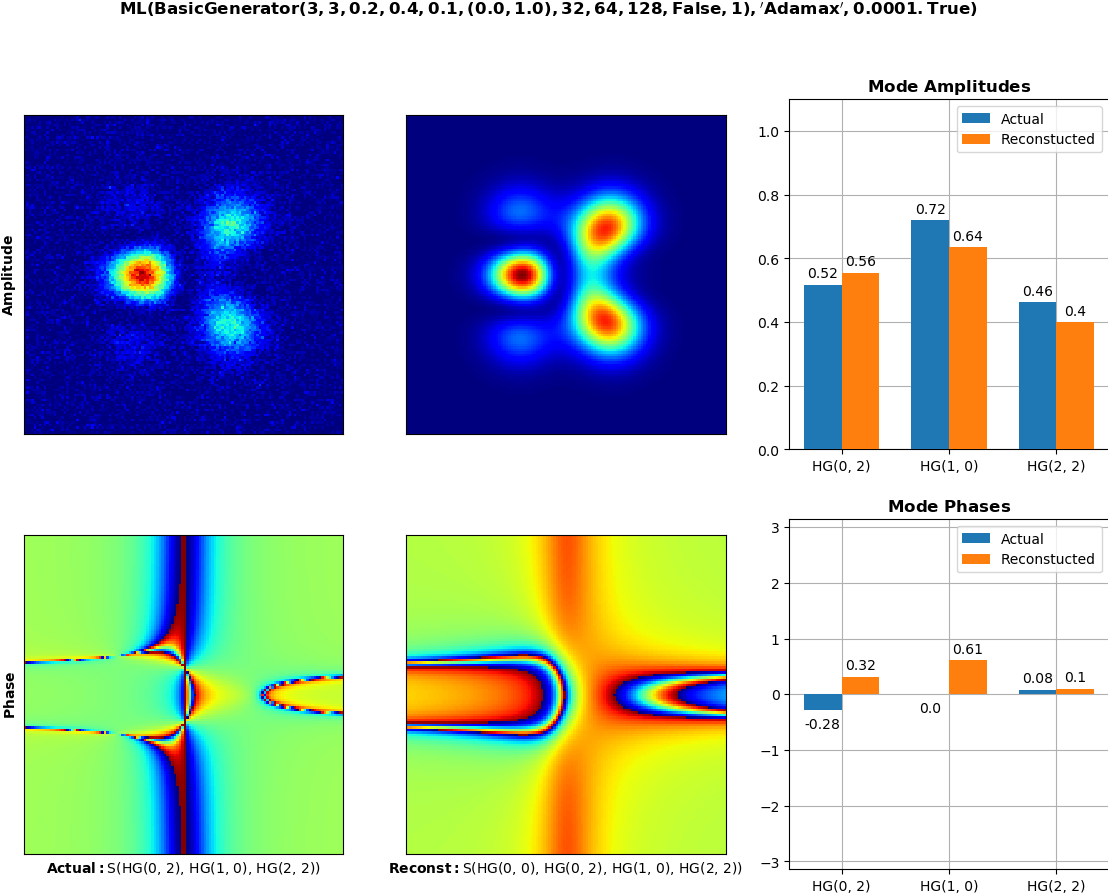 ML(BasicGenerator(3, 3, 0.2, 0.4, 0.1, (0.0, 1.0), 32, 64, 128, False, 1), ′Adamax′, 0.0001. True)
Amplitude
Mode Amplitudes
Actual
Reconstucted
1.0
0.8
0.6
0.4
0.2
0.0
0.52
0.56
0.72
0.64
0.46
0.4
HG(0, 2)
HG(1, 0)
HG(2, 2)
Phase
Actual: S(HG(0, 2), HG(1, 0), HG(2, 2))
Reconst: S(HG(0, 0), HG(0, 2), HG(1, 0), HG(2, 2))
Mode Phases
Actual
Reconstucted
3
2
1
0
−1
−2
−3
-0.28
0.32
0.0
0.61
0.08
0.1
HG(0, 2)
HG(1, 0)
HG(2, 2)